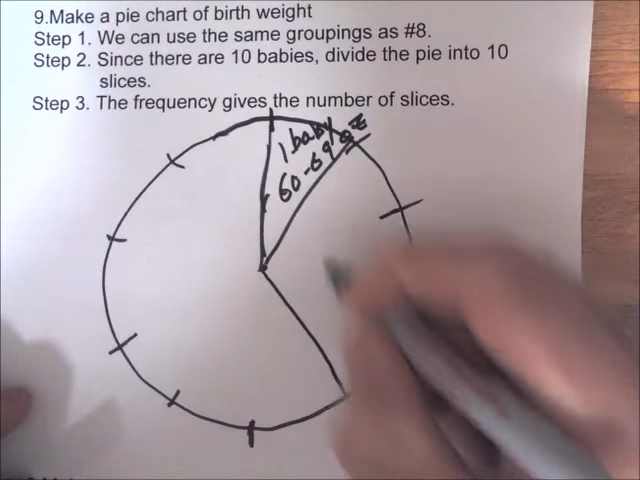 9.Make a pie chart of birth weight
Step 1. We can use the same groupings as #8.
Step 2. Since there are 10 babies, divide the pie into 10
slices.
Step 3. The frequency gives the number of slices.
1 baby
60-69 oz